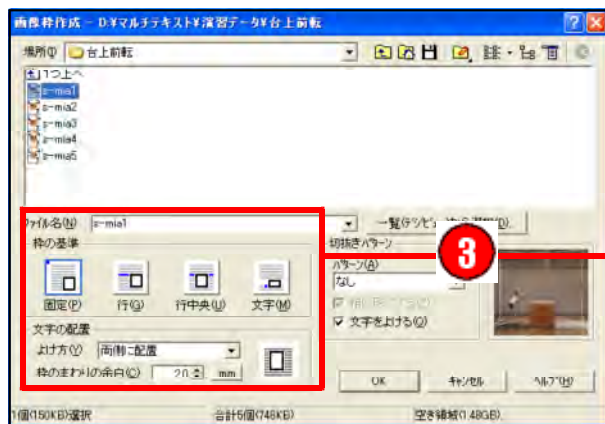 画像枠作成 - D:¥マルチテキスト¥演習データ¥台上前転
場所(I) 台上前転
1つ上へ
s-mia1
s-mia2
s-mia3
s-mia4
s-mia5
ファイル名(N) s-mia1
一覧(
枠の基準
固定(P) 行(G) 行中央(U) 文字(M)
文字の配置
よけ方(Y) 両側に配置
枠のまわりの余白(C) 2.0 mm
切抜きパターン
パターン(A)
なし
文字を上げる(O)
3
OK キャンセル ヘルプ(H)
1個(150KB)選択 合計5個(748KB) 空き領域(1.48GB)